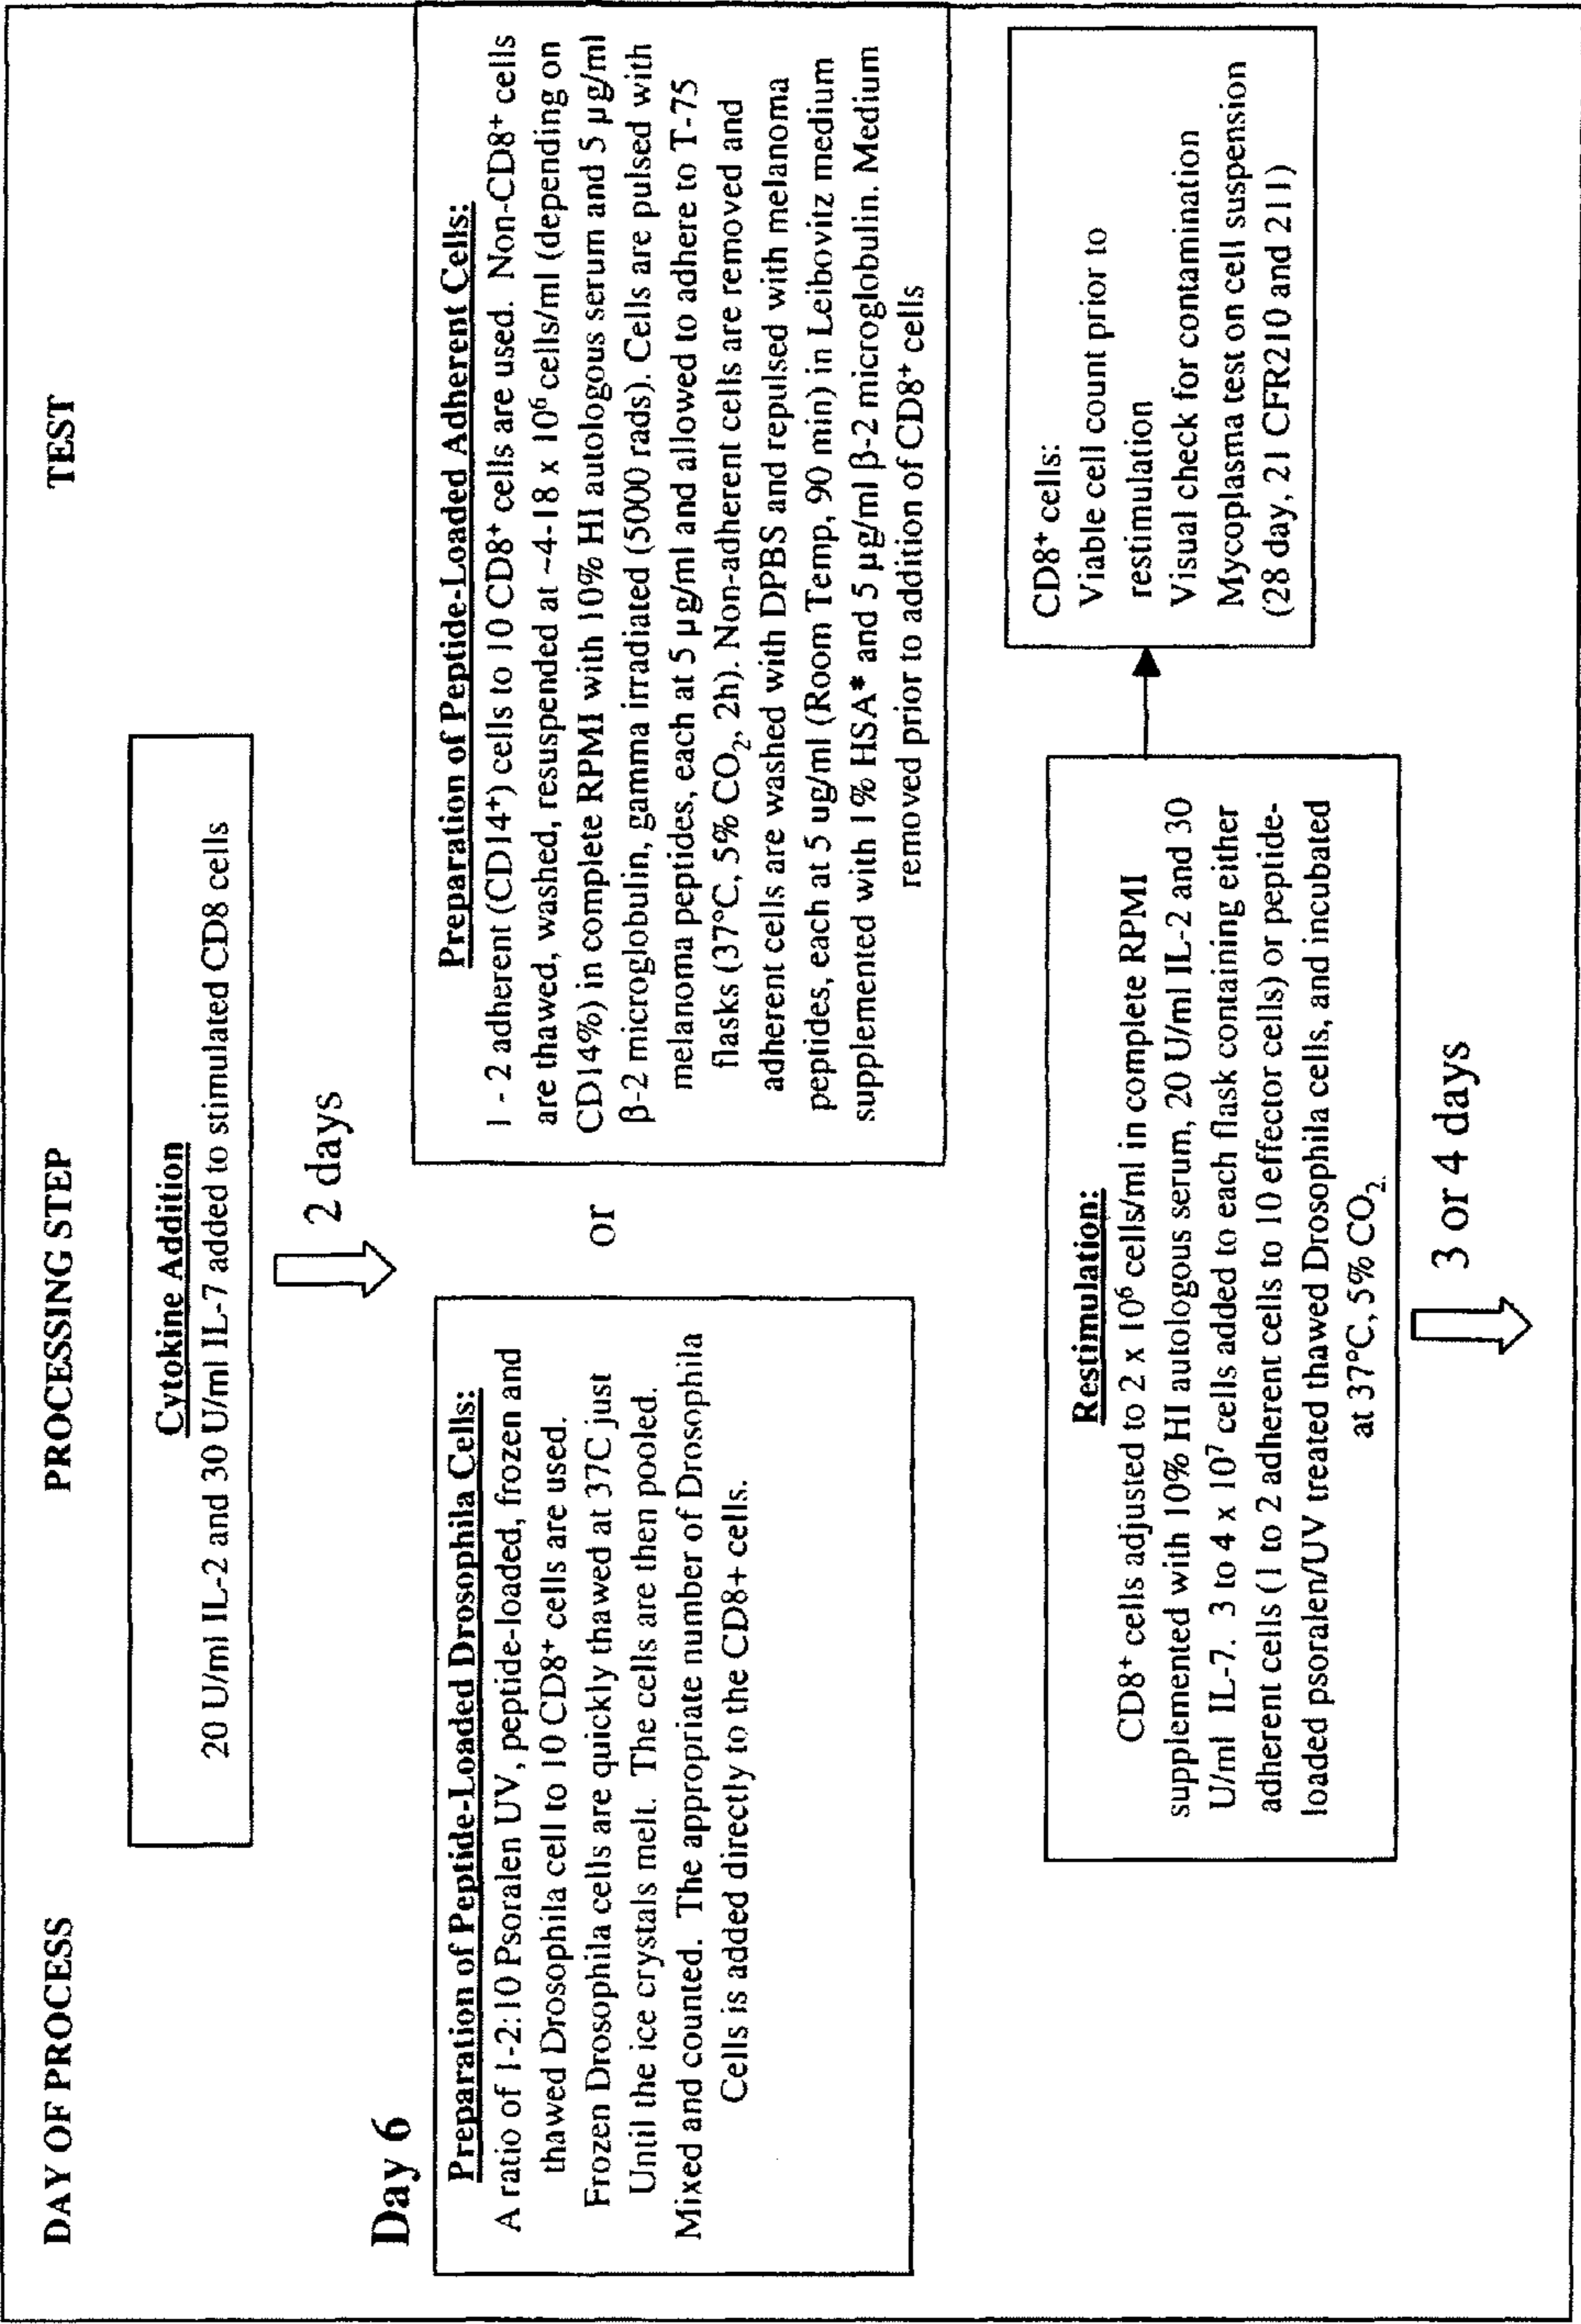 DAY OF PROCESS
PROCESSING STEP
TEST
Cytokine Addition
20 U/ml IL-2 and 30 U/ml IL-7 added to stimulated CD8 cells
2 days
Day 6
Preparation of Peptide-Loaded Drosophila Cells:
A ratio of 1-2:10 Psoralen UV, peptide-loaded, frozen and
thawed Drosophila cell to 10 CD8⁺ cells are used.
Frozen Drosophila cells are quickly thawed at 37C just
Until the ice crystals melt. The cells are then pooled.
Mixed and counted. The appropriate number of Drosophila
Cells is added directly to the CD8+ cells.
or
Preparation of Peptide-Loaded Adherent Cells:
1 - 2 adherent (CD14⁺) cells to 10 CD8⁺ cells are used. Non-CD8⁺ cells
are thawed, washed, resuspended at ~4-18 x 10⁶ cells/ml (depending on
CD14%) in complete RPMI with 10% HI autologous serum and 5 µg/ml
β-2 microglobulin, gamma irradiated (5000 rads). Cells are pulsed with
melanoma peptides, each at 5 µg/ml and allowed to adhere to T-75
flasks (37°C, 5% CO₂, 2h). Non-adherent cells are removed and
adherent cells are washed with DPBS and repulsed with melanoma
peptides, each at 5 ug/ml (Room Temp, 90 min) in Leibovitz medium
supplemented with 1% HSA* and 5 µg/ml β-2 microglobulin. Medium
removed prior to addition of CD8⁺ cells
Restimulation:
CD8⁺ cells adjusted to 2 x 10⁶ cells/ml in complete RPMI
supplemented with 10% HI autologous serum, 20 U/ml IL-2 and 30
U/ml IL-7. 3 to 4 x 10⁷ cells added to each flask containing either
adherent cells (1 to 2 adherent cells to 10 effector cells) or peptide-
loaded psoralen/UV treated thawed Drosophila cells, and incubated
at 37°C, 5% CO₂.
CD8⁺ cells:
Viable cell count prior to
restimulation
Visual check for contamination
Mycoplasma test on cell suspension
(28 day, 21 CFR210 and 211)
3 or 4 days